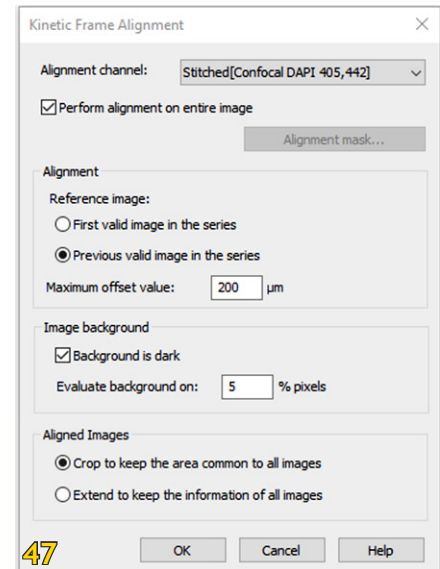 Kinetic Frame Alignment
Alignment channel: Stitched[Confocal DAPI 405,442]
Perform alignment on entire image
Alignment mask...
Alignment
Reference image:
First valid image in the series
Previous valid image in the series
Maximum offset value: 200 µm
Image background
Background is dark
Evaluate background on: 5 % pixels
Aligned Images
Crop to keep the area common to all images
Extend to keep the information of all images
47 OK Cancel Help